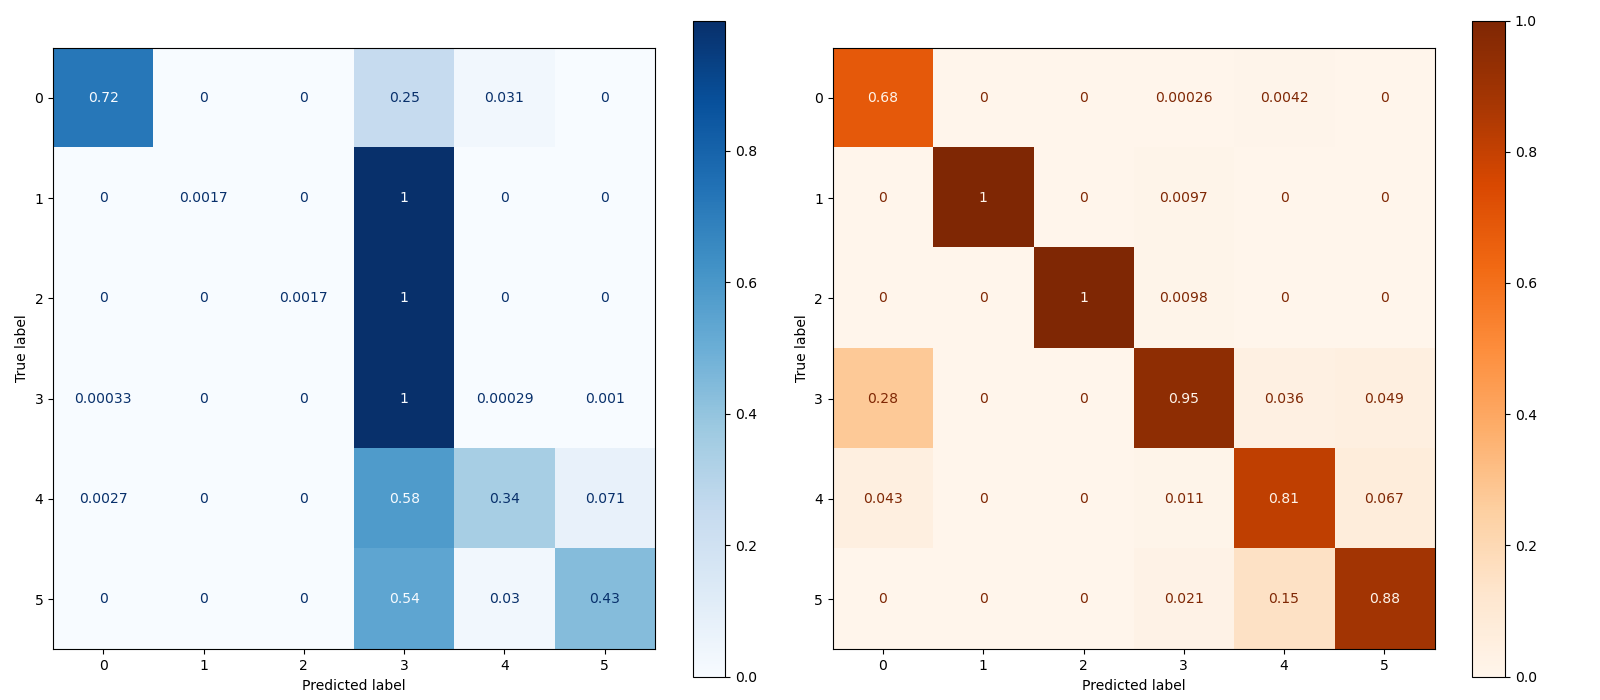 0 0.72 0 0 0.25 0.031 0
1 0 0.0017 0 1 0 0
2 0 0 0.0017 1 0 0
3 0.00033 0 0 1 0.00029 0.001
4 0.0027 0 0 0.58 0.34 0.071
5 0 0 0 0.54 0.03 0.43
0 1 2 3 4 5
True label
Predicted label
0.8
0.6
0.4
0.2
0.0
0 0.68 0 0 0.00026 0.0042 0
1 0 1 0 0.0097 0 0
2 0 0 1 0.0098 0 0
3 0.28 0 0 0.95 0.036 0.049
4 0.043 0 0 0.011 0.81 0.067
5 0 0 0 0.021 0.15 0.88
0 1 2 3 4 5
True label
Predicted label
1.0
0.8
0.6
0.4
0.2
0.0